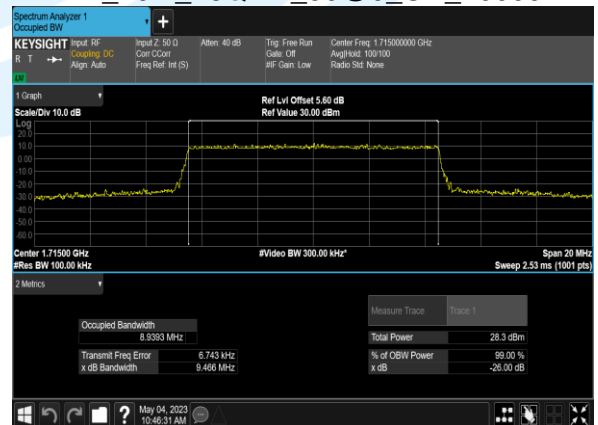 Spectrum Analyzer 1
Occupied BW
+
KEYSIGHT Input: RF Input Z: 50 Ω Atten: 40 dB Trig: Free Run Center Freq: 1.715000000 GHz
R T Coupling: DC Corr CCorr Gate: Off Avg|Hold: 100/100
Align: Auto Freq Ref: Int (S) #IF Gain: Low Radio Std: None
1 Graph
Ref Lvl Offset 5.60 dB
Scale/Div 10.0 dB Ref Value 30.00 dBm
Log
20.0
10.0
0.00
-10.0
-20.0
-30.0
-40.0
-50.0
-60.0
Center 1.71500 GHz #Video BW 300.00 kHz* Span 20 MHz
#Res BW 100.00 kHz Sweep 2.53 ms (1001 pts)
2 Metrics
Measure Trace Trace 1
Occupied Bandwidth
8.9393 MHz Total Power 28.3 dBm
Transmit Freq Error 6.743 kHz % of OBW Power 99.00 %
x dB Bandwidth 9.466 MHz x dB -26.00 dB
? May 04, 2023
10:46:31 AM